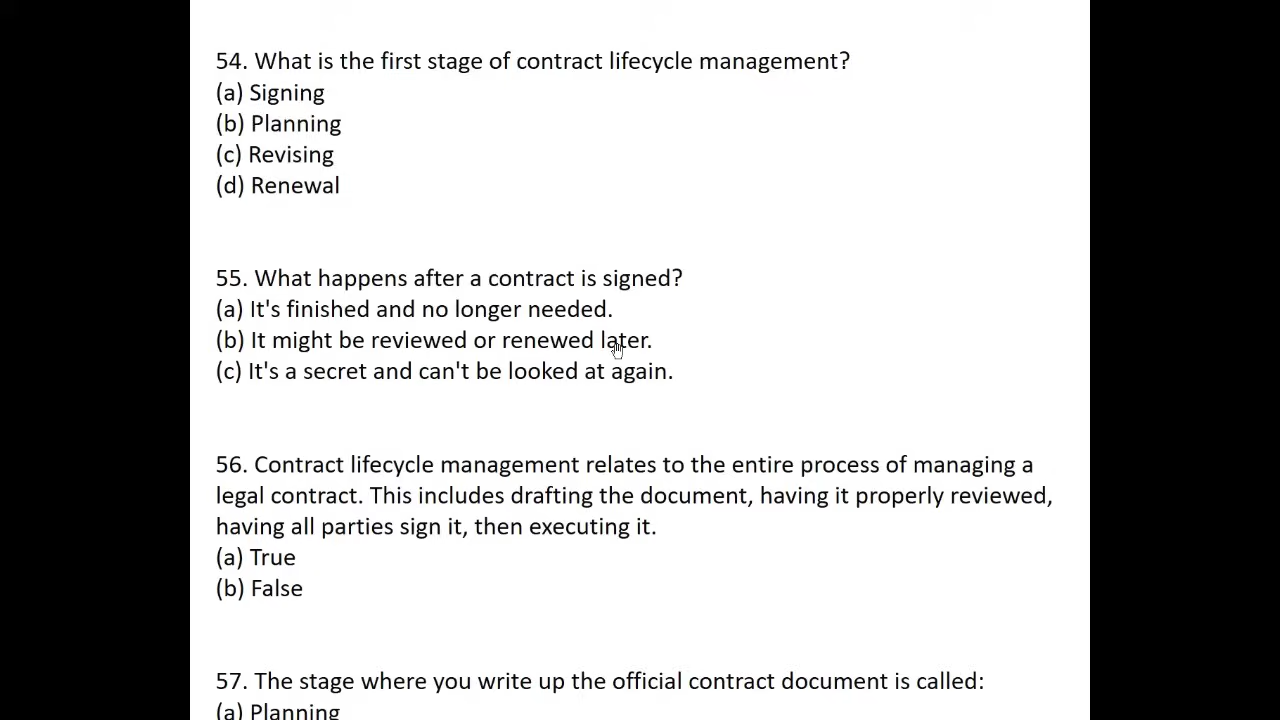 54. What is the first stage of contract lifecycle management?
(a) Signing
(b) Planning
(c) Revising
(d) Renewal
55. What happens after a contract is signed?
(a) It's finished and no longer needed.
(b) It might be reviewed or renewed later.
(c) It's a secret and can't be looked at again.
56. Contract lifecycle management relates to the entire process of managing a
legal contract. This includes drafting the document, having it properly reviewed,
having all parties sign it, then executing it.
(a) True
(b) False
57. The stage where you write up the official contract document is called:
(a) Planning